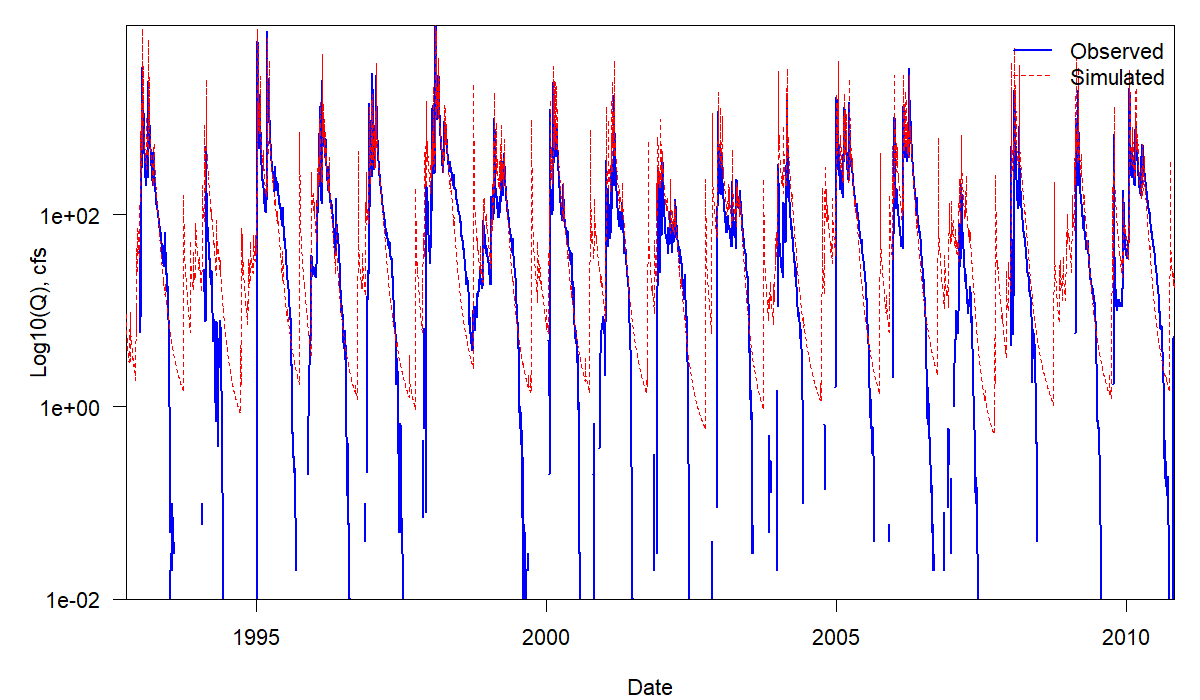 Observed
Simulated
1e+02
1e+00
1e-02
Log10(Q), cfs
1995
2000
2005
2010
Date